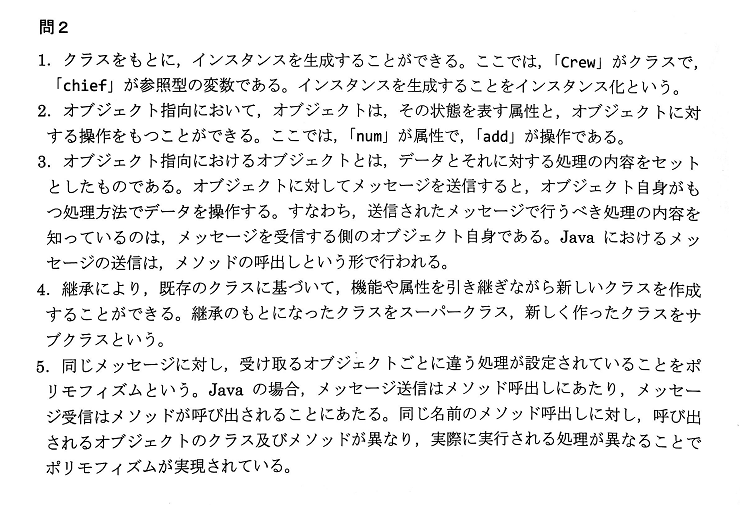 問2
1．クラスをもとに，インスタンスを生成することができる。ここでは，「Crew」がクラスで，
「chief」が参照型の変数である。インスタンスを生成することをインスタンス化という。
2．オブジェクト指向において，オブジェクトは，その状態を表す属性と，オブジェクトに対
する操作をもつことができる。ここでは，「num」が属性で，「add」が操作である。
3．オブジェクト指向におけるオブジェクトとは，データとそれに対する処理の内容をセット
としたものである。オブジェクトに対してメッセージを送信すると，オブジェクト自身がも
つ処理方法でデータを操作する。すなわち，送信されたメッセージで行うべき処理の内容を
知っているのは，メッセージを受信する側のオブジェクト自身である。Java におけるメッ
セージの送信は，メソッドの呼出しという形で行われる。
4．継承により，既存のクラスに基づいて，機能や属性を引き継ぎながら新しいクラスを作成
することができる。継承のもとになったクラスをスーパークラス，新しく作ったクラスをサ
ブクラスという。
5．同じメッセージに対し，受け取るオブジェクトごとに違う処理が設定されていることをポ
リモフィズムという。Java の場合，メッセージ送信はメソッド呼出しにあたり，メッセー
ジ受信はメソッドが呼び出されることにあたる。同じ名前のメソッド呼出しに対し，呼び出
されるオブジェクトのクラス及びメソッドが異なり，実際に実行される処理が異なることで
ポリモフィズムが実現されている。